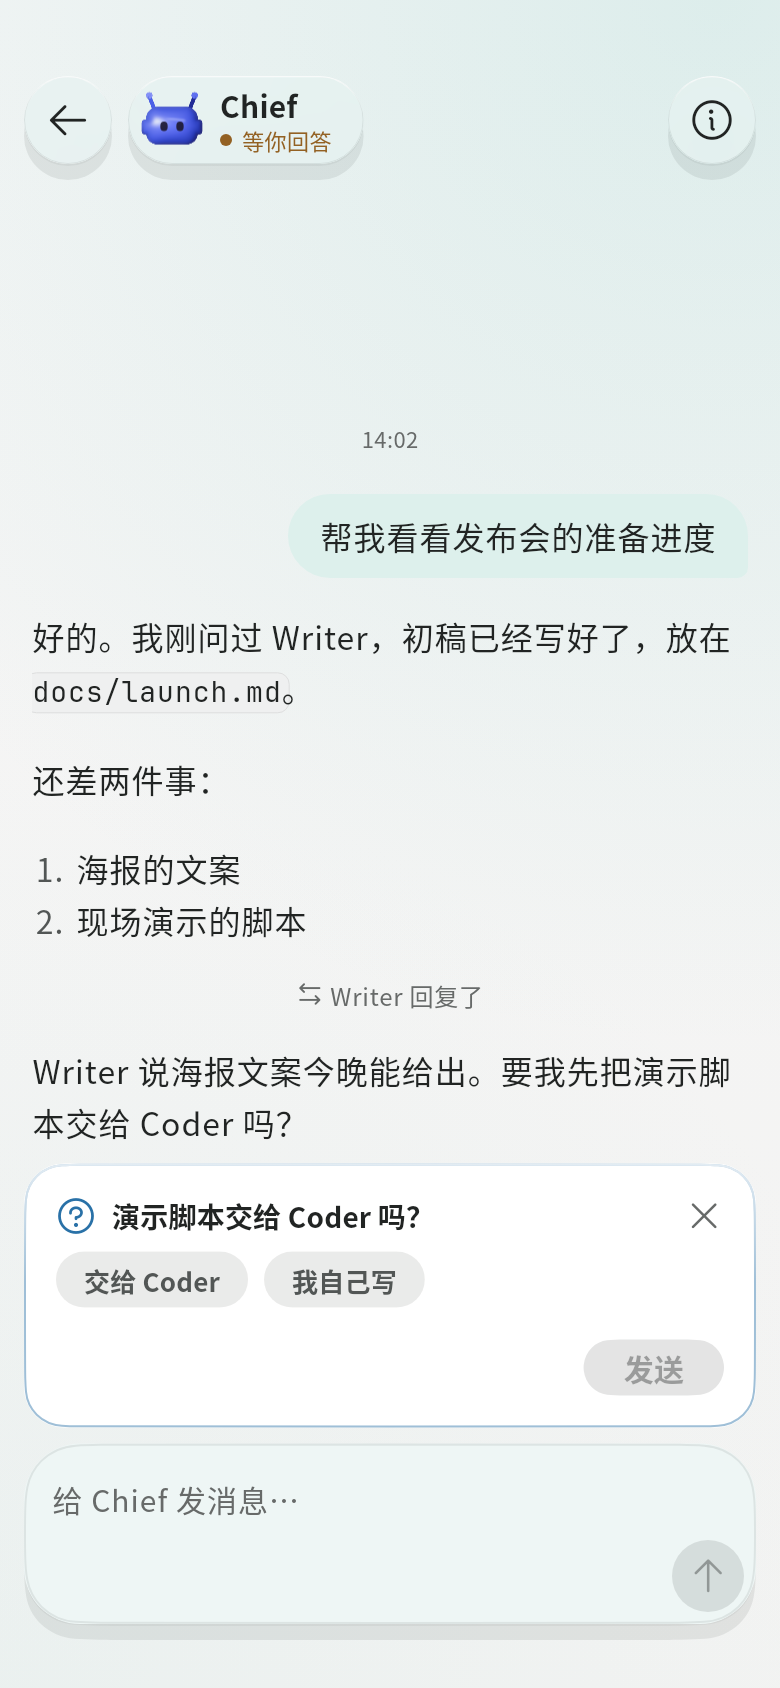 Chief
等你回答
14:02
帮我看看发布会的准备进度
好的。我刚问过 Writer，初稿已经写好了，放在
docs/launch.md。
还差两件事：
1. 海报的文案
2. 现场演示的脚本
Writer 回复了
Writer 说海报文案今晚能给出。要我先把演示脚
本交给 Coder 吗？
演示脚本交给 Coder 吗？
交给 Coder
我自己写
发送
给 Chief 发消息…